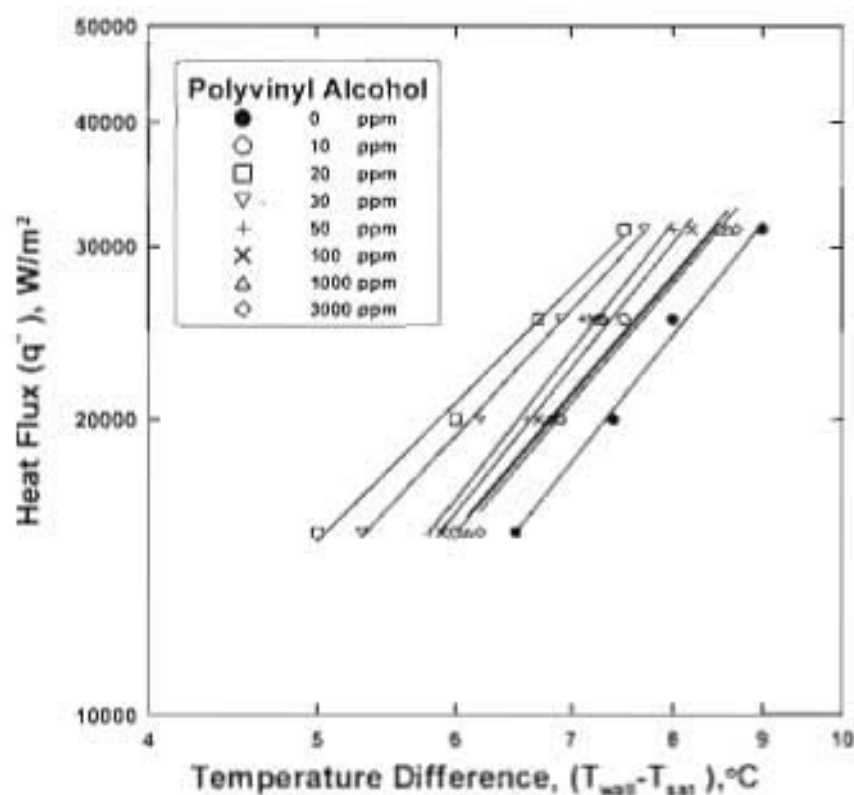 50000
40000
30000
20000
10000
Heat Flux (q¨), W/m²
Polyvinyl Alcohol
0 ppm
10 ppm
20 ppm
30 ppm
50 ppm
100 ppm
1000 ppm
3000 ppm
4 5 6 7 8 9 10
Temperature Difference, (Twall-Tsat),°C